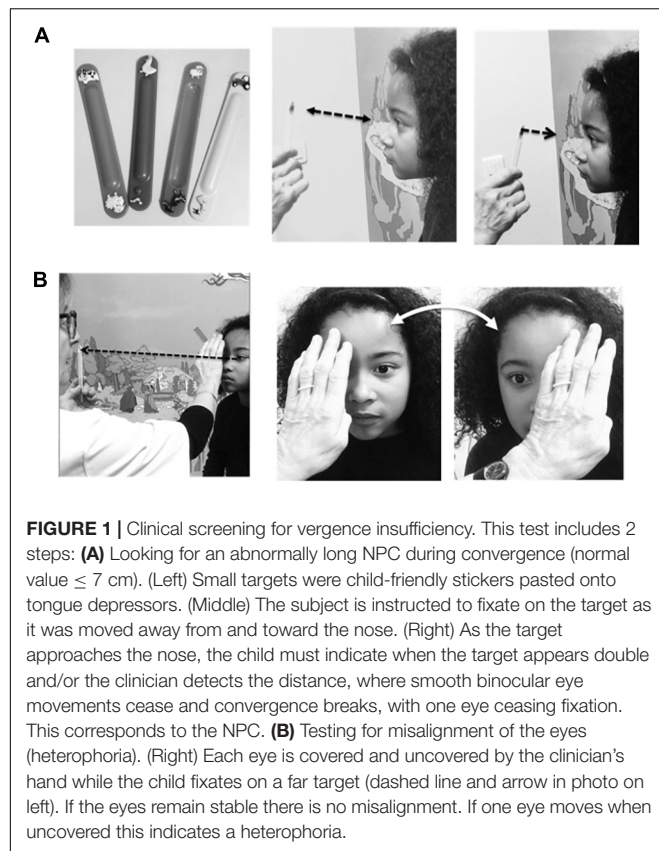 A
B
FIGURE 1 | Clinical screening for vergence insufficiency. This test includes 2
steps: (A) Looking for an abnormally long NPC during convergence (normal
value ≤ 7 cm). (Left) Small targets were child-friendly stickers pasted onto
tongue depressors. (Middle) The subject is instructed to fixate on the target as
it was moved away from and toward the nose. (Right) As the target
approaches the nose, the child must indicate when the target appears double
and/or the clinician detects the distance, where smooth binocular eye
movements cease and convergence breaks, with one eye ceasing fixation.
This corresponds to the NPC. (B) Testing for misalignment of the eyes
(heterophoria). (Right) Each eye is covered and uncovered by the clinician's
hand while the child fixates on a far target (dashed line and arrow in photo on
left). If the eyes remain stable there is no misalignment. If one eye moves when
uncovered this indicates a heterophoria.